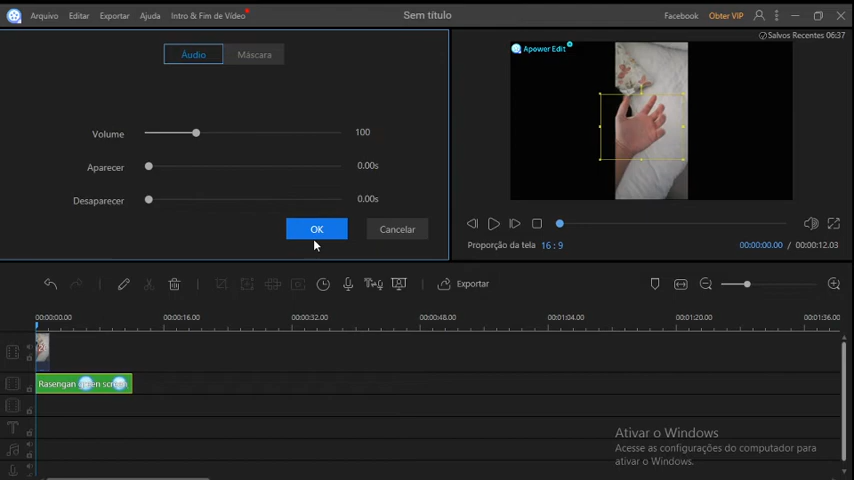 Arquivo Editar Exportar Ajuda Intro & Fim de Vídeo Sem título Facebook Obter VIP
Salvos Recentes 06:37
Áudio Máscara
Apower Edit
Volume 100
Aparecer 0.00s
Desaparecer 0.00s
OK Cancelar
Proporção da tela 16 : 9 00:00:00.00 / 00:00:12.03
Exportar
00:00:00.00 00:00:16.00 00:00:32.00 00:00:48.00 00:01:04.00 00:01:20.00 00:01:36.00
Rasengan
Ativar o Windows
Acesse as configurações do computador para
ativar o Windows.